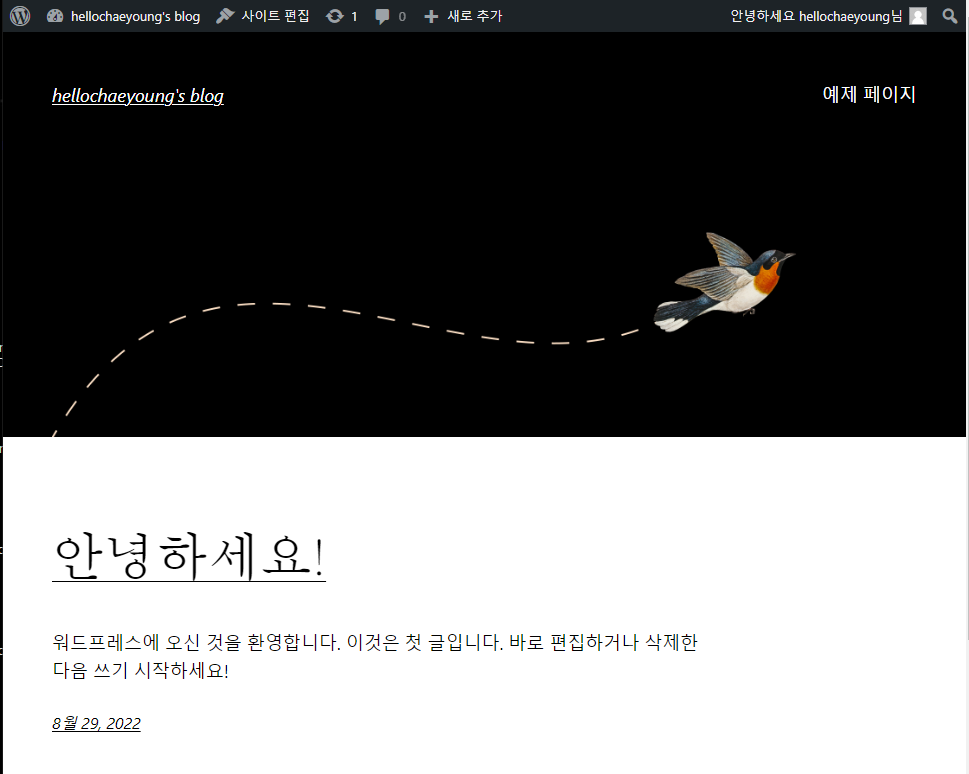 hellochaeyoung's blog 사이트 편집 1 0 새로 추가 안녕하세요 hellochaeyoung님
hellochaeyoung's blog 예제 페이지
안녕하세요!
워드프레스에 오신 것을 환영합니다. 이것은 첫 글입니다. 바로 편집하거나 삭제한
다음 쓰기 시작하세요!
8월 29, 2022